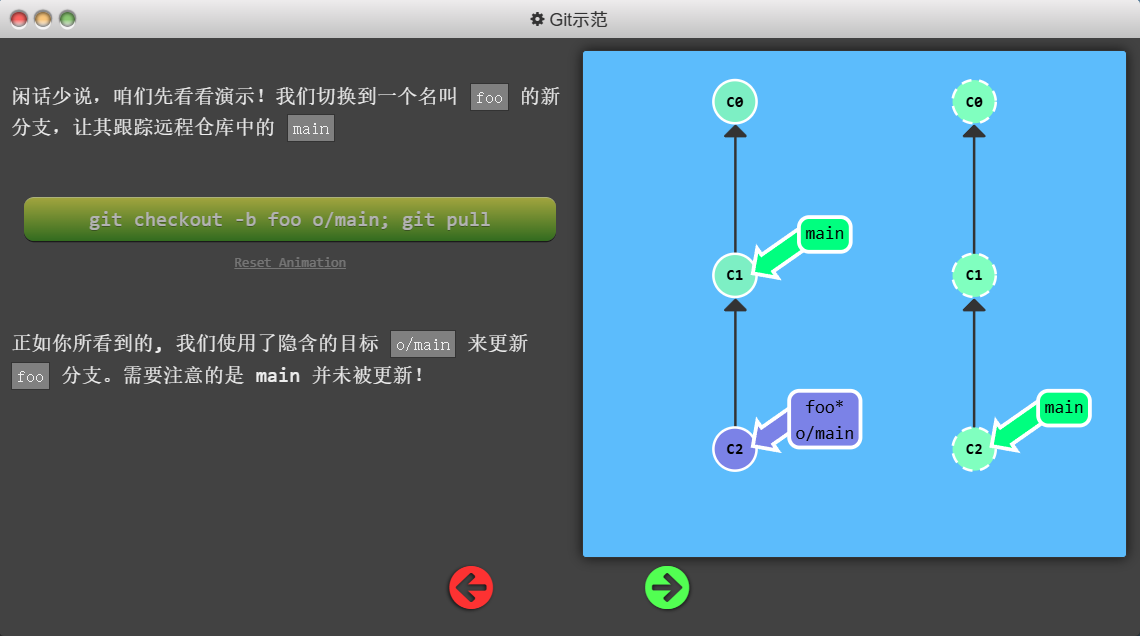 Git示范
闲话少说，咱们先看看演示！我们切换到一个名叫 foo 的新
分支，让其跟踪远程仓库中的 main
git checkout -b foo o/main; git pull
Reset Animation
正如你所看到的, 我们使用了隐含的目标 o/main 来更新
foo 分支。需要注意的是 main 并未被更新！
C0
C0
main
C1
C1
foo*
main
o/main
C2
C2